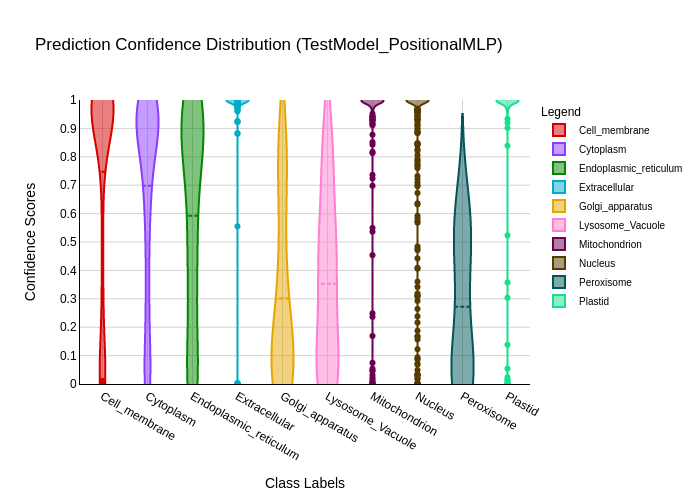 Prediction Confidence Distribution (TestModel_PositionalMLP)
Legend
Cell_membrane
Cytoplasm
Endoplasmic_reticulum
Extracellular
Golgi_apparatus
Lysosome_Vacuole
Mitochondrion
Nucleus
Peroxisome
Plastid
Confidence Scores
1
0.9
0.8
0.7
0.6
0.5
0.4
0.3
0.2
0.1
0
Cell_membrane
Cytoplasm
Endoplasmic_reticulum
Extracellular
Golgi_apparatus
Lysosome_Vacuole
Mitochondrion
Nucleus
Peroxisome
Plastid
Class Labels